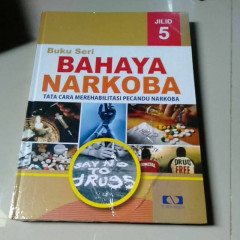 JILID
5
Buku Seri
BAHAYA
NARKOBA
TATA CARA MEREHABILITASI PECANDU NARKOBA
SAY NO
TO
DRUGS
DRUG
FREE